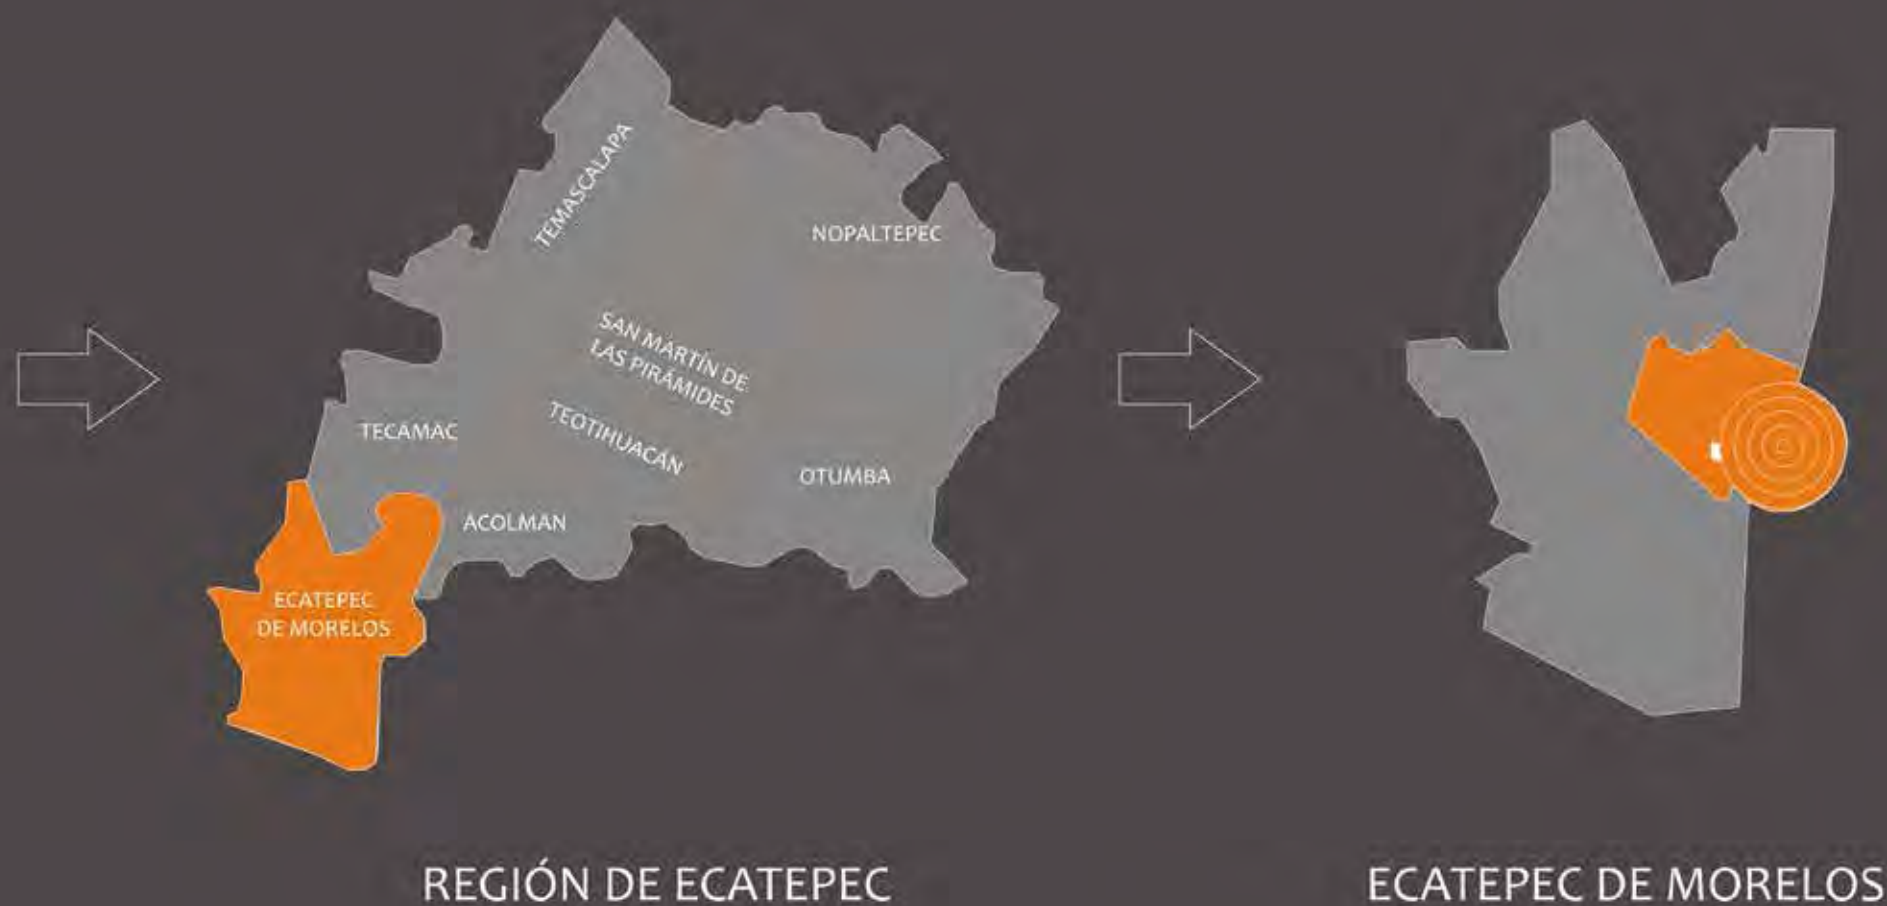 TEMASCALAPA
NOPALTEPEC
SAN MARTÍN DE
LAS PIRÁMIDES
TECAMAC
TEOTIHUACÁN
OTUMBA
ACOLMAN
ECATEPEC
DE MORELOS
REGIÓN DE ECATEPEC
ECATEPEC DE MORELOS